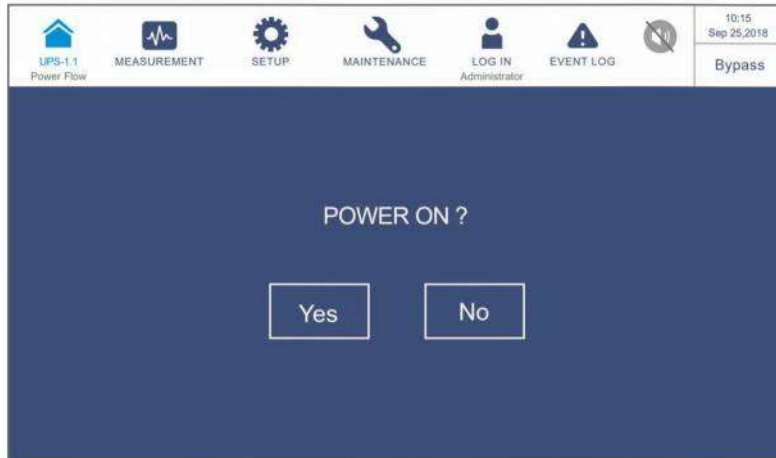 UPS-1.1
Power Flow
MEASUREMENT
SETUP
MAINTENANCE
LOG IN
Administrator
EVENT LOG
10:15
Sep 25,2018
Bypass
POWER ON ?
Yes
No